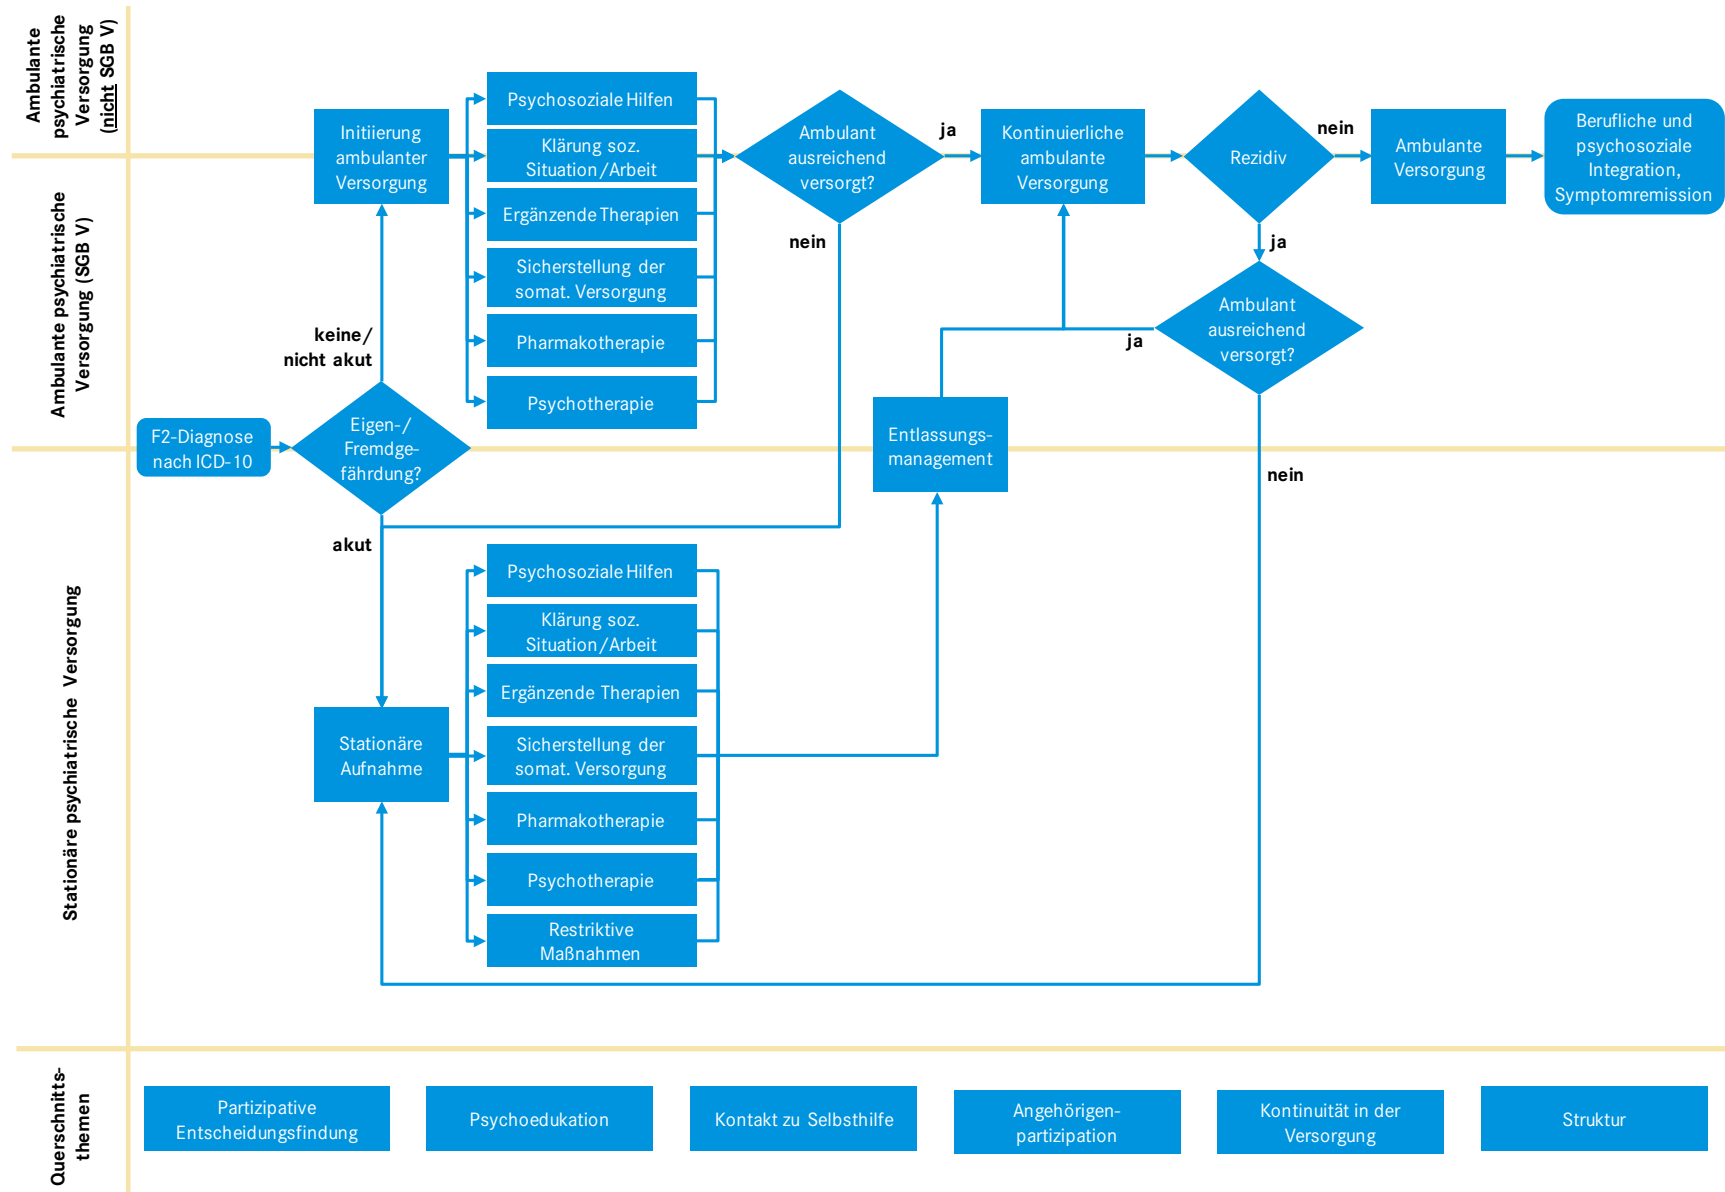 Ambulante
psychiatrische
Versorgung
(nicht SGB V)
Psychosoziale Hilfen
Klärung soz.
Situation/Arbeit
Ergänzende Therapien
Sicherstellung der
somat. Versorgung
Pharmakotherapie
Psychotherapie
Initiierung
ambulanter
Versorgung
Ambulant
ausreichend
versorgt?
ja
nein
Kontinuierliche
ambulante
Versorgung
Rezidiv
nein
ja
Ambulante
Versorgung
Berufliche und
psychosoziale
Integration,
Symptomremission
Ambulante psychiatrische
Versorgung (SGB V)
keine/
nicht akut
Ambulant
ausreichend
versorgt?
ja
nein
F2-Diagnose
nach ICD-10
Eigen-/
Fremdge-
fährdung?
akut
Entlassungs-
management
Stationäre psychiatrische Versorgung
Stationäre
Aufnahme
Psychosoziale Hilfen
Klärung soz.
Situation/Arbeit
Ergänzende Therapien
Sicherstellung der
somat. Versorgung
Pharmakotherapie
Psychotherapie
Restriktive
Maßnahmen
Querschnitts-
themen
Partizipative
Entscheidungsfindung
Psychoedukation
Kontakt zu Selbsthilfe
Angehörigen-
partizipation
Kontinuität in der
Versorgung
Struktur